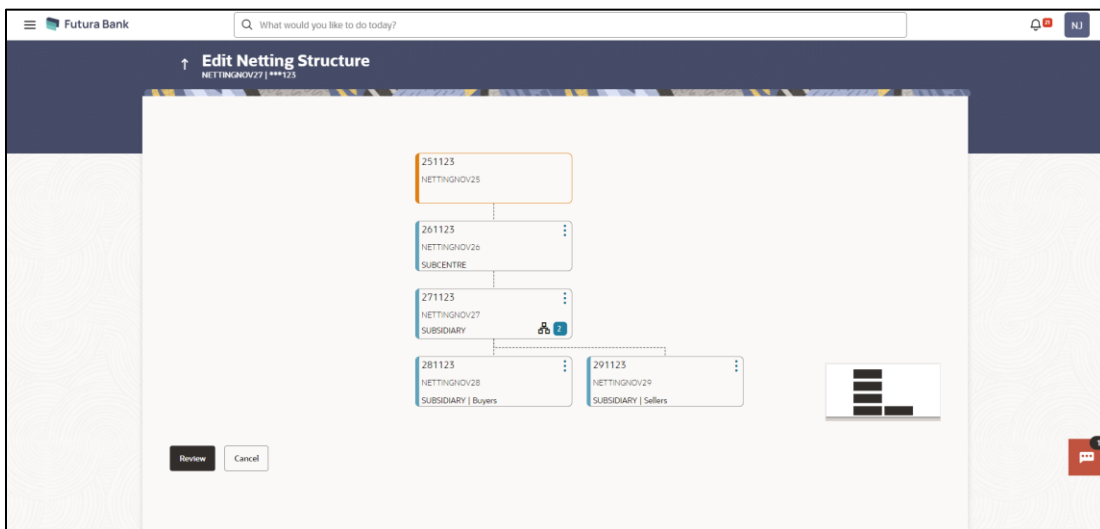 Futura Bank
What would you like to do today?
NJ
Edit Netting Structure
NETTINGNOV27 | ***123
251123
NETTINGNOV25
261123
NETTINGNOV26
SUBCENTRE
271123
NETTINGNOV27
SUBSIDIARY
2
281123
NETTINGNOV28
SUBSIDIARY | Buyers
291123
NETTINGNOV29
SUBSIDIARY | Sellers
Review
Cancel